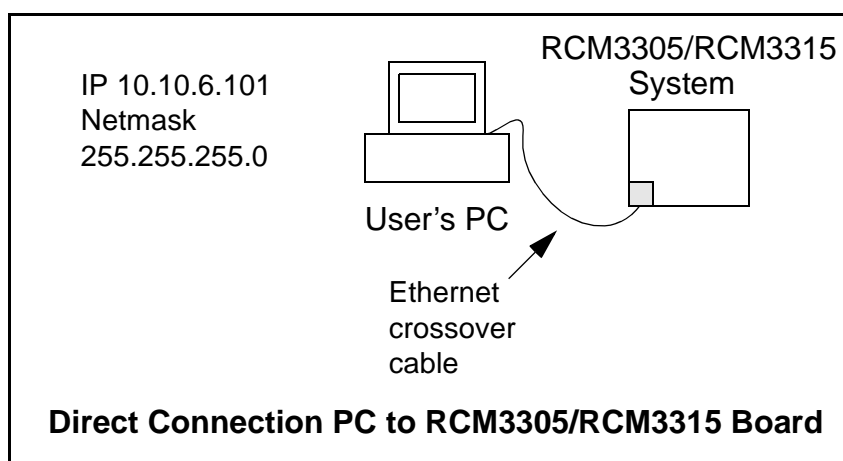 IP 10.10.6.101
Netmask
255.255.255.0
RCM3305/RCM3315
System
User's PC
Ethernet
crossover
cable
Direct Connection PC to RCM3305/RCM3315 Board